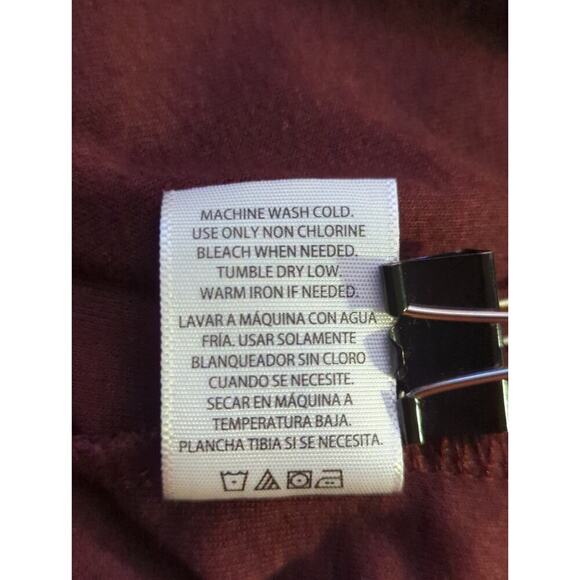 MACHINE WASH COLD.
USE ONLY NON CHLORINE
BLEACH WHEN NEEDED.
TUMBLE DRY LOW.
WARM IRON IF NEEDED.
LAVAR A MÁQUINA CON AGUA
FRÍA. USAR SOLAMENTE
BLANQUEADOR SIN CLORO
CUANDO SE NECESITE.
SECAR EN MÁQUINA A
TEMPERATURA BAJA.
PLANCHA TIBIA SI SE NECESITA.